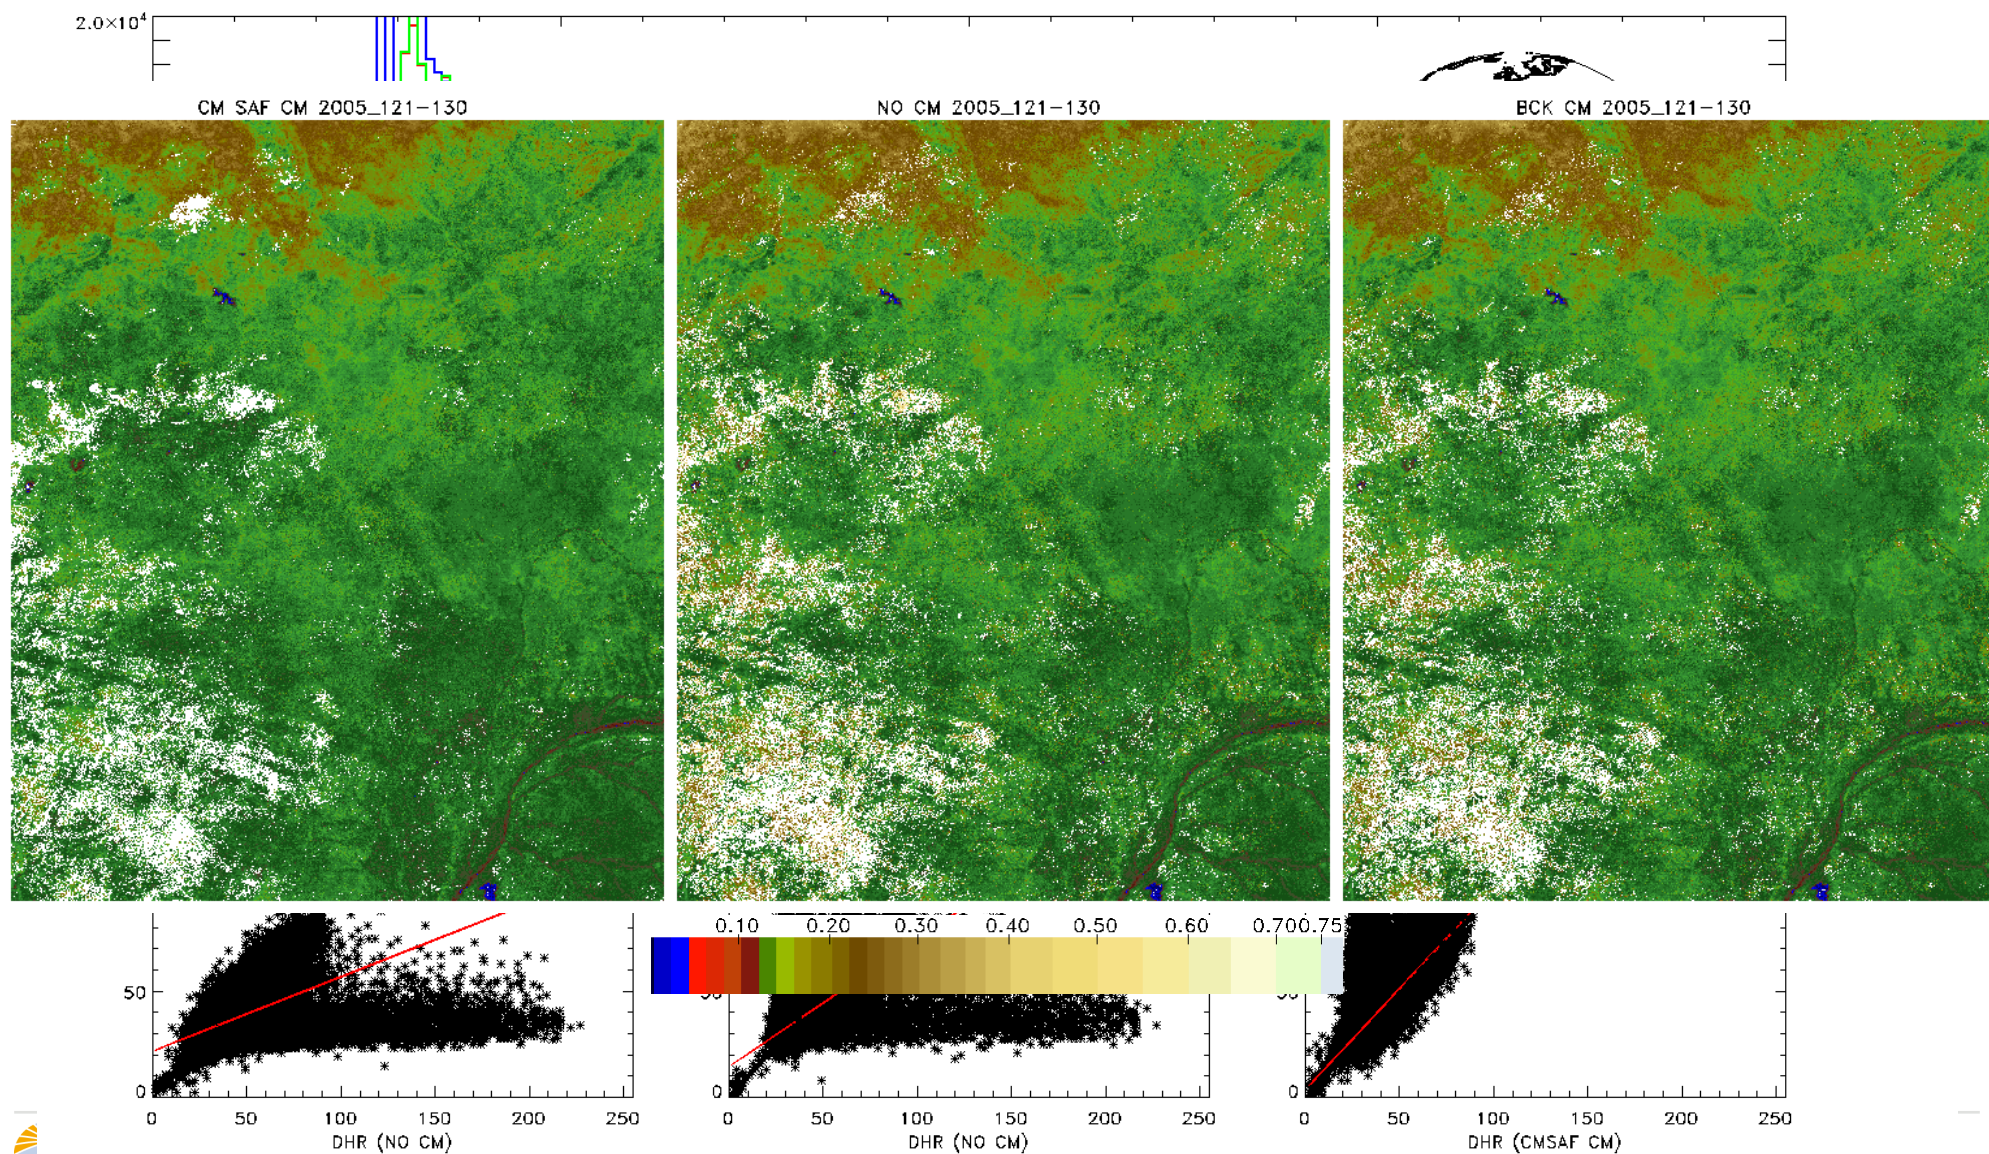 2.0×10⁴
CM SAF CM 2005_121-130
NO CM 2005_121-130
BCK CM 2005_121-130
0.10 0.20 0.30 0.40 0.50 0.60 0.700.75
50
0
0
0
0 50 100 150 200 250
0 50 100 150 200 250
0 50 100 150 200 250
DHR (NO CM)
DHR (NO CM)
DHR (CMSAF CM)